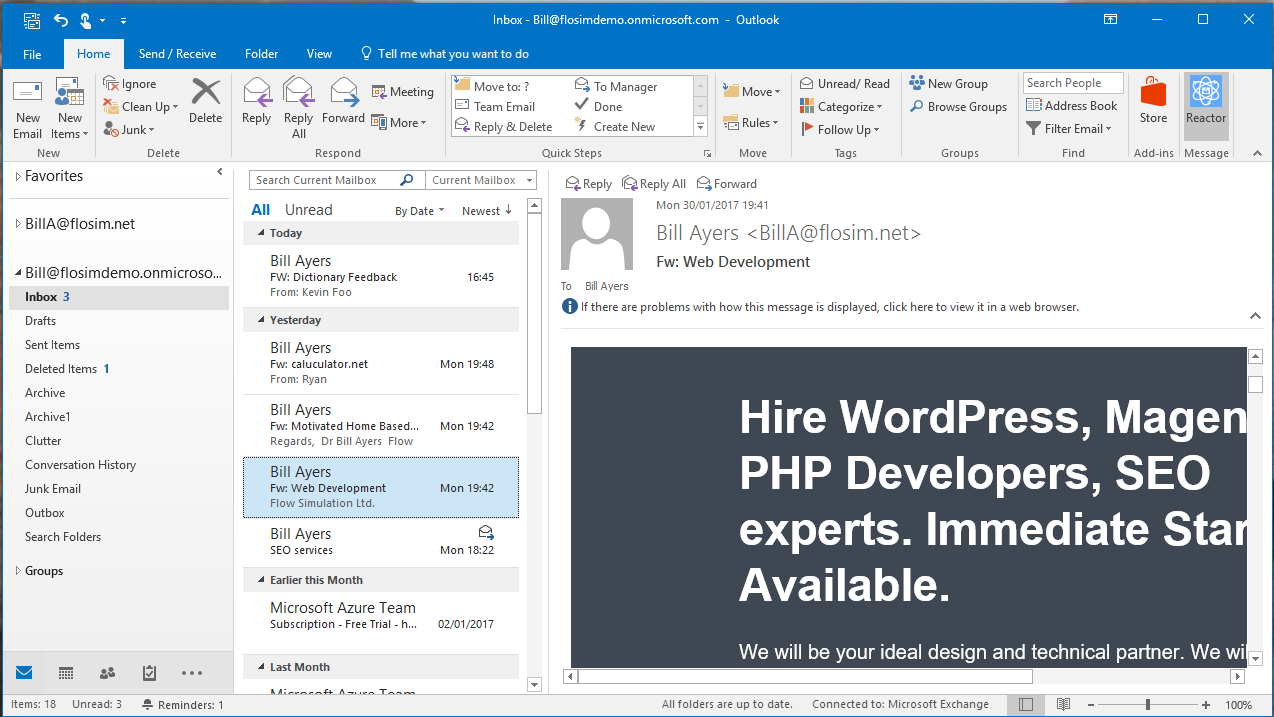 Inbox - Bill@flosimdemo.onmicrosoft.com - Outlook
File Home Send / Receive Folder View Tell me what you want to do
New Email
New Items
New
Ignore
Clean Up
Junk
Delete
Delete
Reply
Reply All
Forward
Meeting
More
Respond
Move to: ?
Team Email
Reply & Delete
To Manager
Done
Create New
Quick Steps
Move
Rules
Move
Unread/ Read
Categorize
Follow Up
Tags
New Group
Browse Groups
Groups
Search People
Address Book
Filter Email
Find
Store
Add-ins
Reactor
Message
Favorites
BillA@flosim.net
Bill@flosimdemo.onmicroso...
Inbox 3
Drafts
Sent Items
Deleted Items 1
Archive
Archive1
Clutter
Conversation History
Junk Email
Outbox
Search Folders
Groups
Search Current Mailbox Current Mailbox
All Unread By Date Newest
Today
Bill Ayers
FW: Dictionary Feedback 16:45
From: Kevin Foo
Yesterday
Bill Ayers
Fw: caluculator.net Mon 19:48
From: Ryan
Bill Ayers
Fw: Motivated Home Based... Mon 19:42
Regards, Dr Bill Ayers Flow
Bill Ayers
Fw: Web Development Mon 19:42
Flow Simulation Ltd.
Bill Ayers
SEO services Mon 18:22
Earlier this Month
Microsoft Azure Team
Subscription - Free Trial - h... 02/01/2017
Last Month
Microsoft Azure Team
Reply Reply All Forward
Mon 30/01/2017 19:41
Bill Ayers <BillA@flosim.net>
Fw: Web Development
To Bill Ayers
If there are problems with how this message is displayed, click here to view it in a web browser.
Hire WordPress, Magen
PHP Developers, SEO
experts. Immediate Star
Available.
We will be your ideal design and technical partner. We wi
Items: 18 Unread: 3 Reminders: 1 All folders are up to date. Connected to: Microsoft Exchange 100%